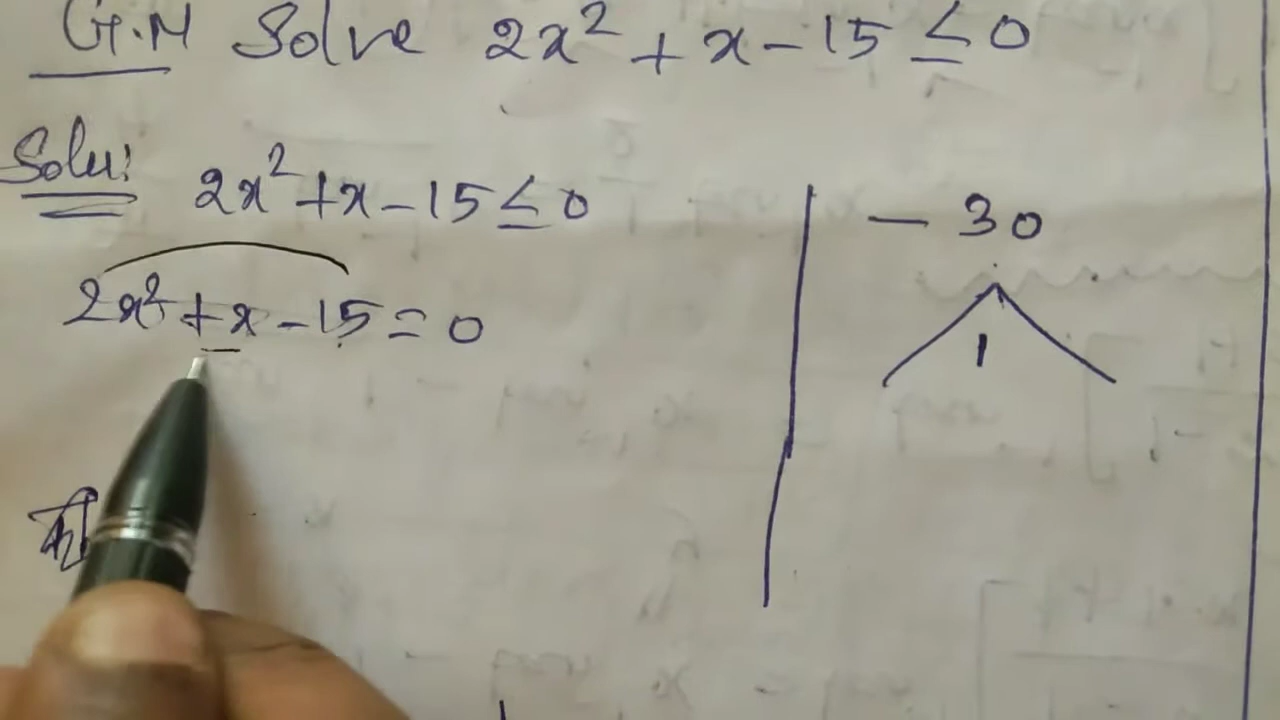 G.M Solve 2x² + x - 15 ≤ 0
Solu: 2x² + x - 15 ≤ 0
2x² + x - 15 = 0
- 30
1